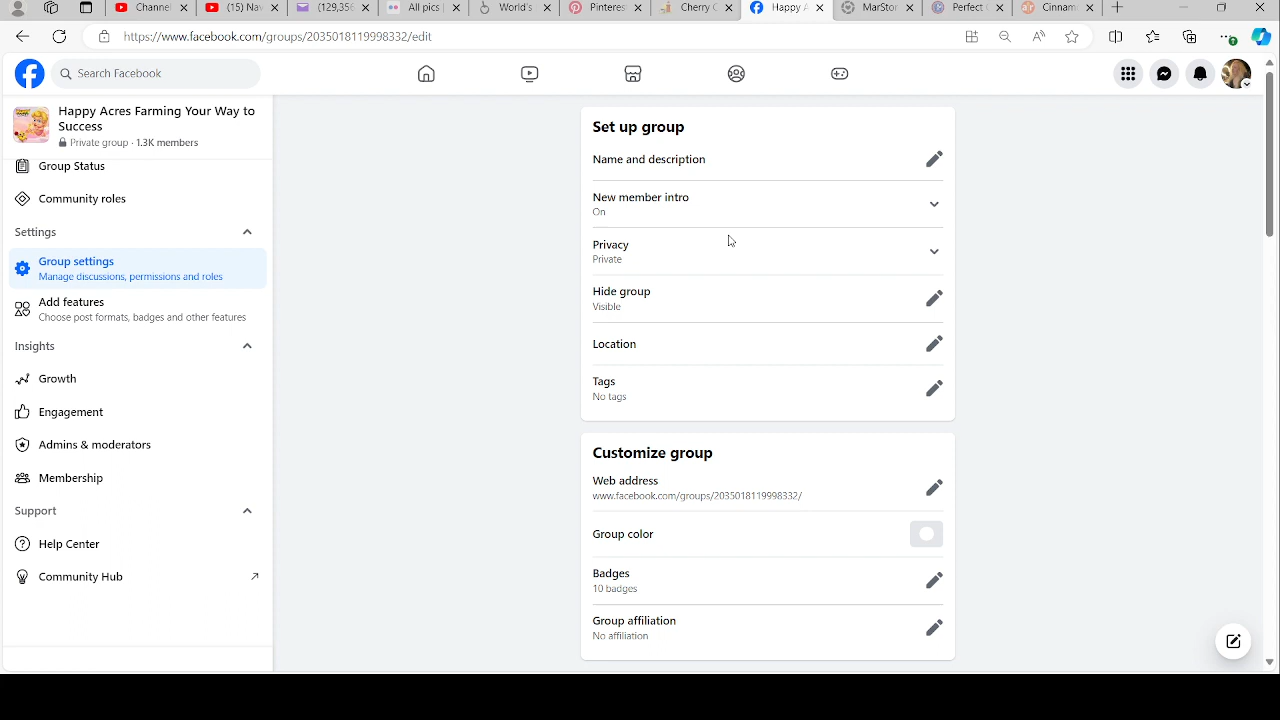 Channel
(15) Na
(129,356
All pics
World's
Pinteres
Cherry C
Happy A
MarStor
Perfect
Cinnam
https://www.facebook.com/groups/2035018119998332/edit
Search Facebook
Happy Acres Farming Your Way to
Success
Private group · 1.3K members
Group Status
Community roles
Settings
Group settings
Manage discussions, permissions and roles
Add features
Choose post formats, badges and other features
Insights
Growth
Engagement
Admins & moderators
Membership
Support
Help Center
Community Hub
Set up group
Name and description
New member intro
On
Privacy
Private
Hide group
Visible
Location
Tags
No tags
Customize group
Web address
www.facebook.com/groups/2035018119998332/
Group color
Badges
10 badges
Group affiliation
No affiliation